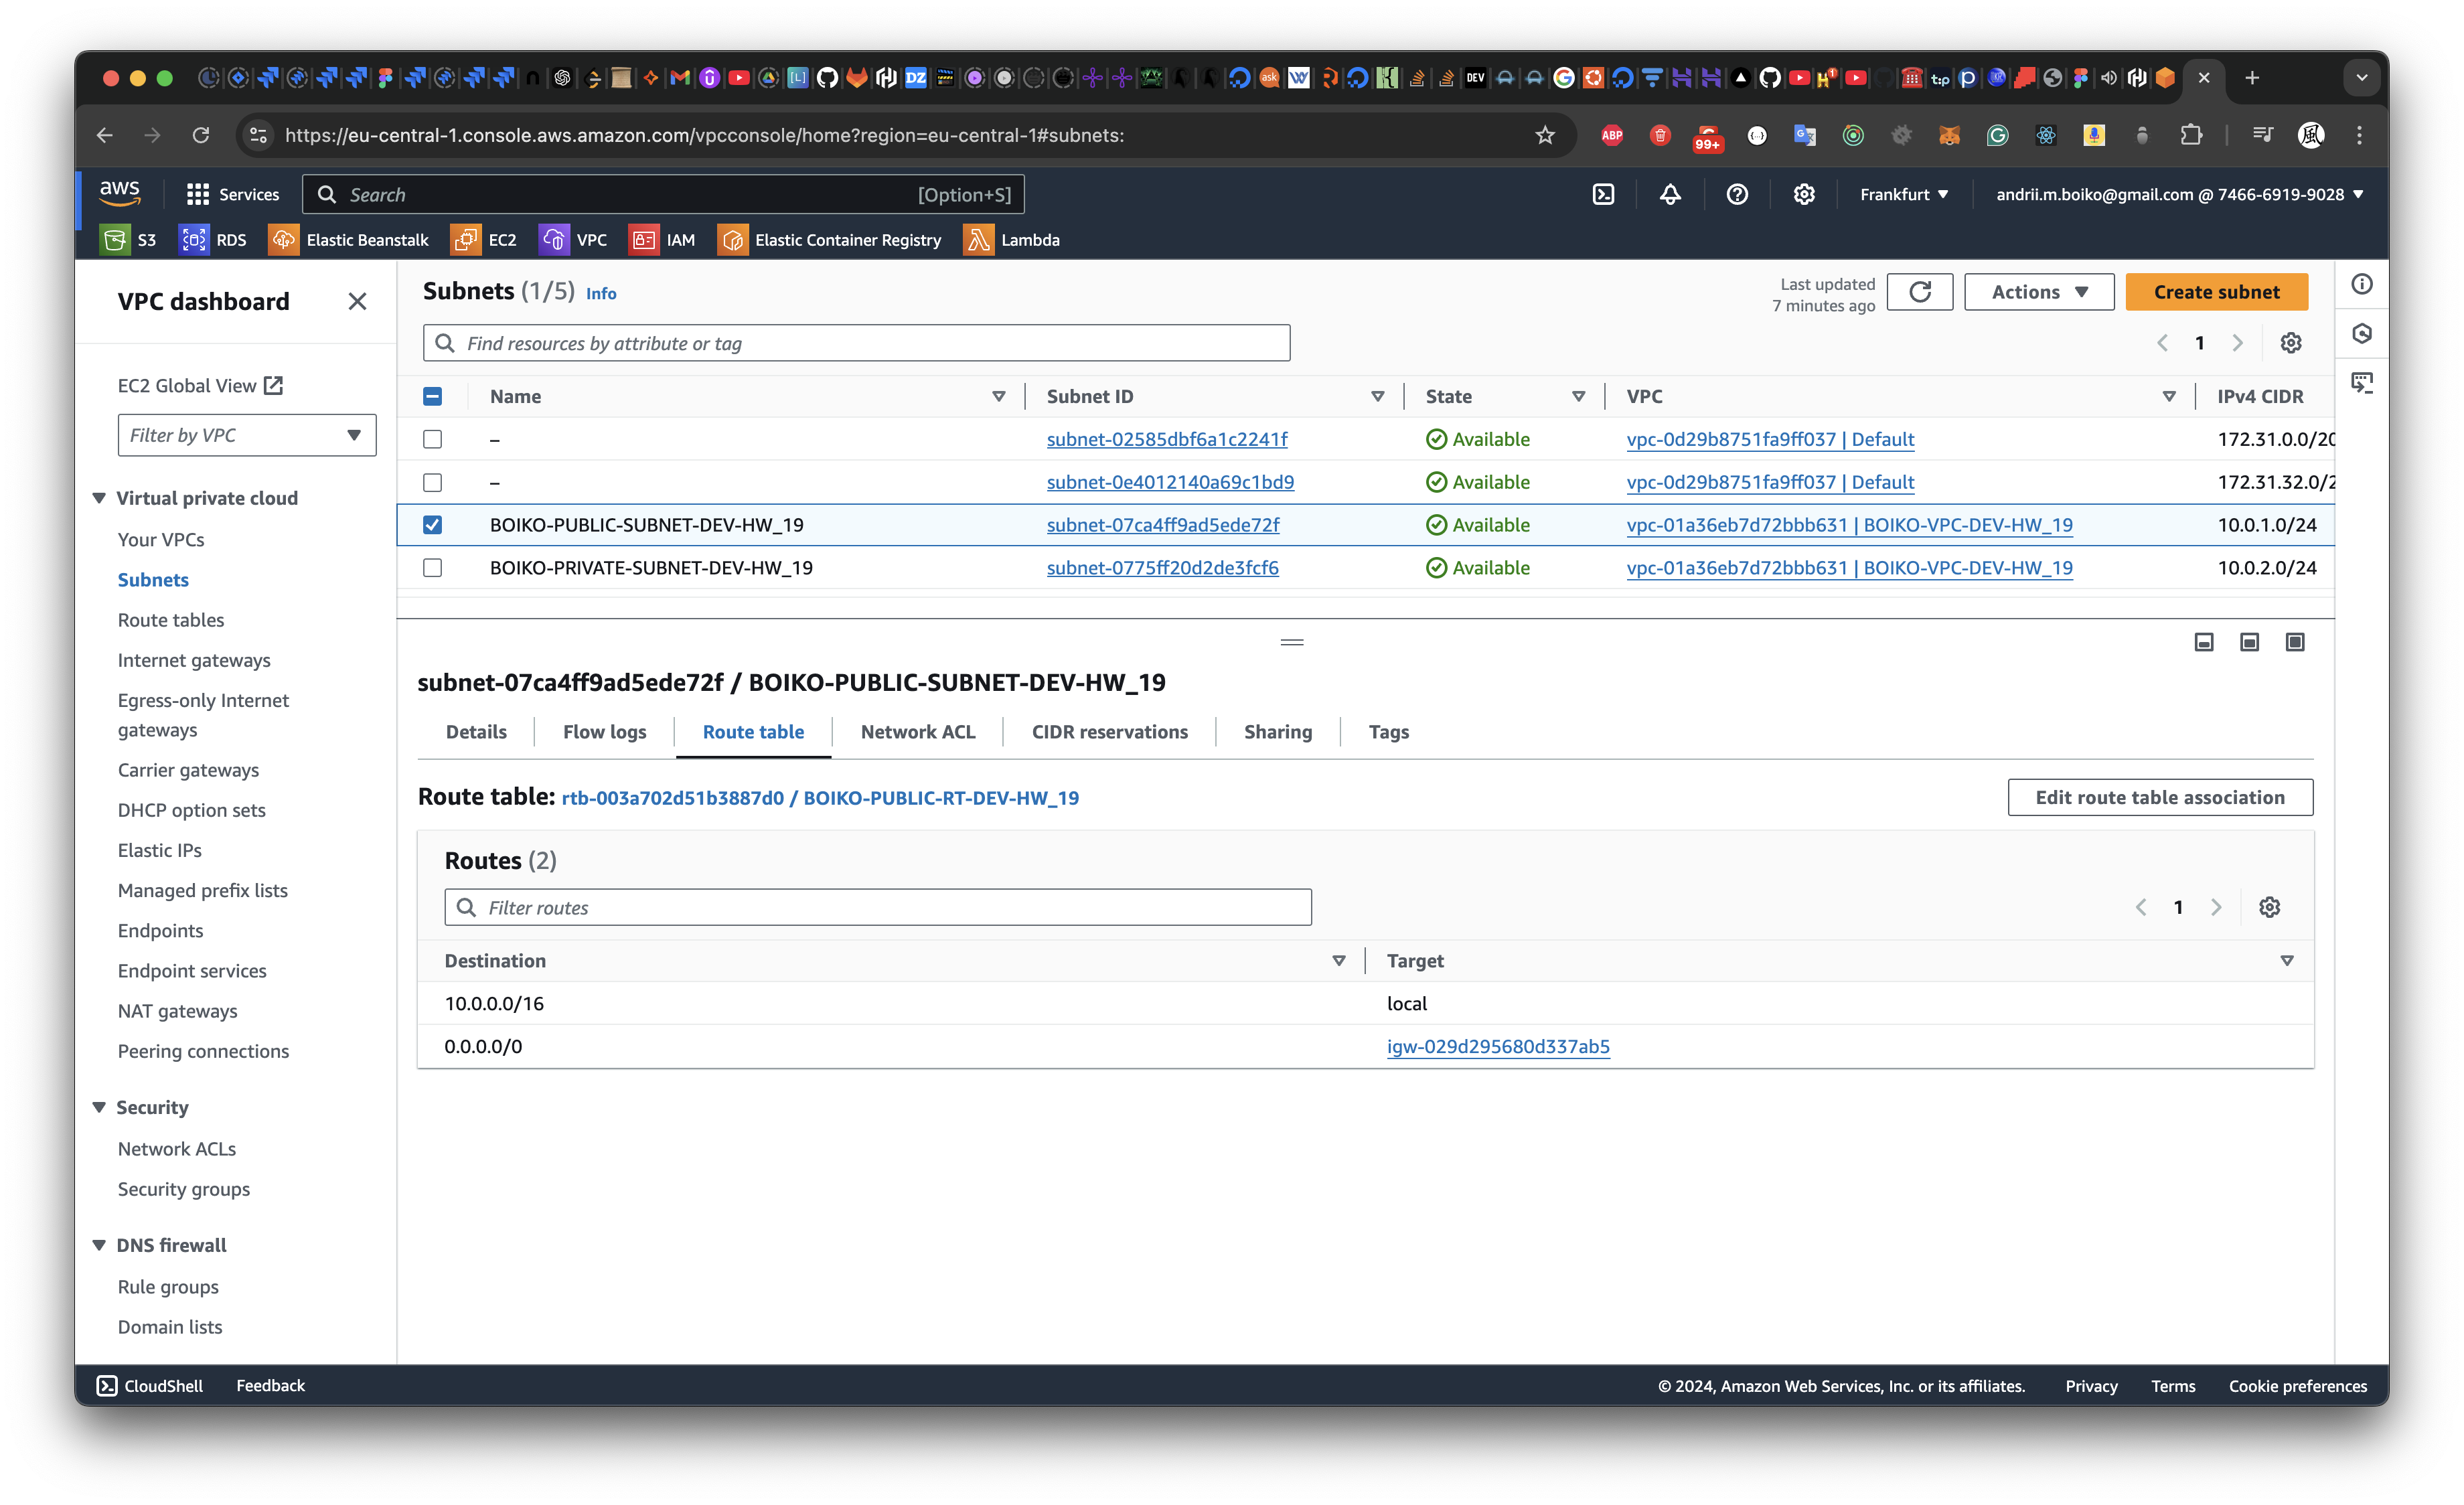 https://eu-central-1.console.aws.amazon.com/vpcconsole/home?region=eu-central-1#subnets:
ABP
99+
aws
Services
Search
[Option+S]
Frankfurt
andrii.m.boiko@gmail.com @ 7466-6919-9028
S3
RDS
Elastic Beanstalk
EC2
VPC
IAM
Elastic Container Registry
Lambda
VPC dashboard
EC2 Global View
Filter by VPC
Virtual private cloud
Your VPCs
Subnets
Route tables
Internet gateways
Egress-only Internet
gateways
Carrier gateways
DHCP option sets
Elastic IPs
Managed prefix lists
Endpoints
Endpoint services
NAT gateways
Peering connections
Security
Network ACLs
Security groups
DNS firewall
Rule groups
Domain lists
Subnets (1/5) Info
Last updated
7 minutes ago
Actions
Create subnet
Find resources by attribute or tag
1
Name Subnet ID State VPC IPv4 CIDR
– subnet-02585dbf6a1c2241f Available vpc-0d29b8751fa9ff037 | Default 172.31.0.0/20
– subnet-0e4012140a69c1bd9 Available vpc-0d29b8751fa9ff037 | Default 172.31.32.0/2
BOIKO-PUBLIC-SUBNET-DEV-HW_19 subnet-07ca4ff9ad5ede72f Available vpc-01a36eb7d72bbb631 | BOIKO-VPC-DEV-HW_19 10.0.1.0/24
BOIKO-PRIVATE-SUBNET-DEV-HW_19 subnet-0775ff20d2de3fcf6 Available vpc-01a36eb7d72bbb631 | BOIKO-VPC-DEV-HW_19 10.0.2.0/24
subnet-07ca4ff9ad5ede72f / BOIKO-PUBLIC-SUBNET-DEV-HW_19
Details Flow logs Route table Network ACL CIDR reservations Sharing Tags
Route table: rtb-003a702d51b3887d0 / BOIKO-PUBLIC-RT-DEV-HW_19
Edit route table association
Routes (2)
Filter routes
1
Destination Target
10.0.0.0/16 local
0.0.0.0/0 igw-029d295680d337ab5
CloudShell Feedback
© 2024, Amazon Web Services, Inc. or its affiliates. Privacy Terms Cookie preferences